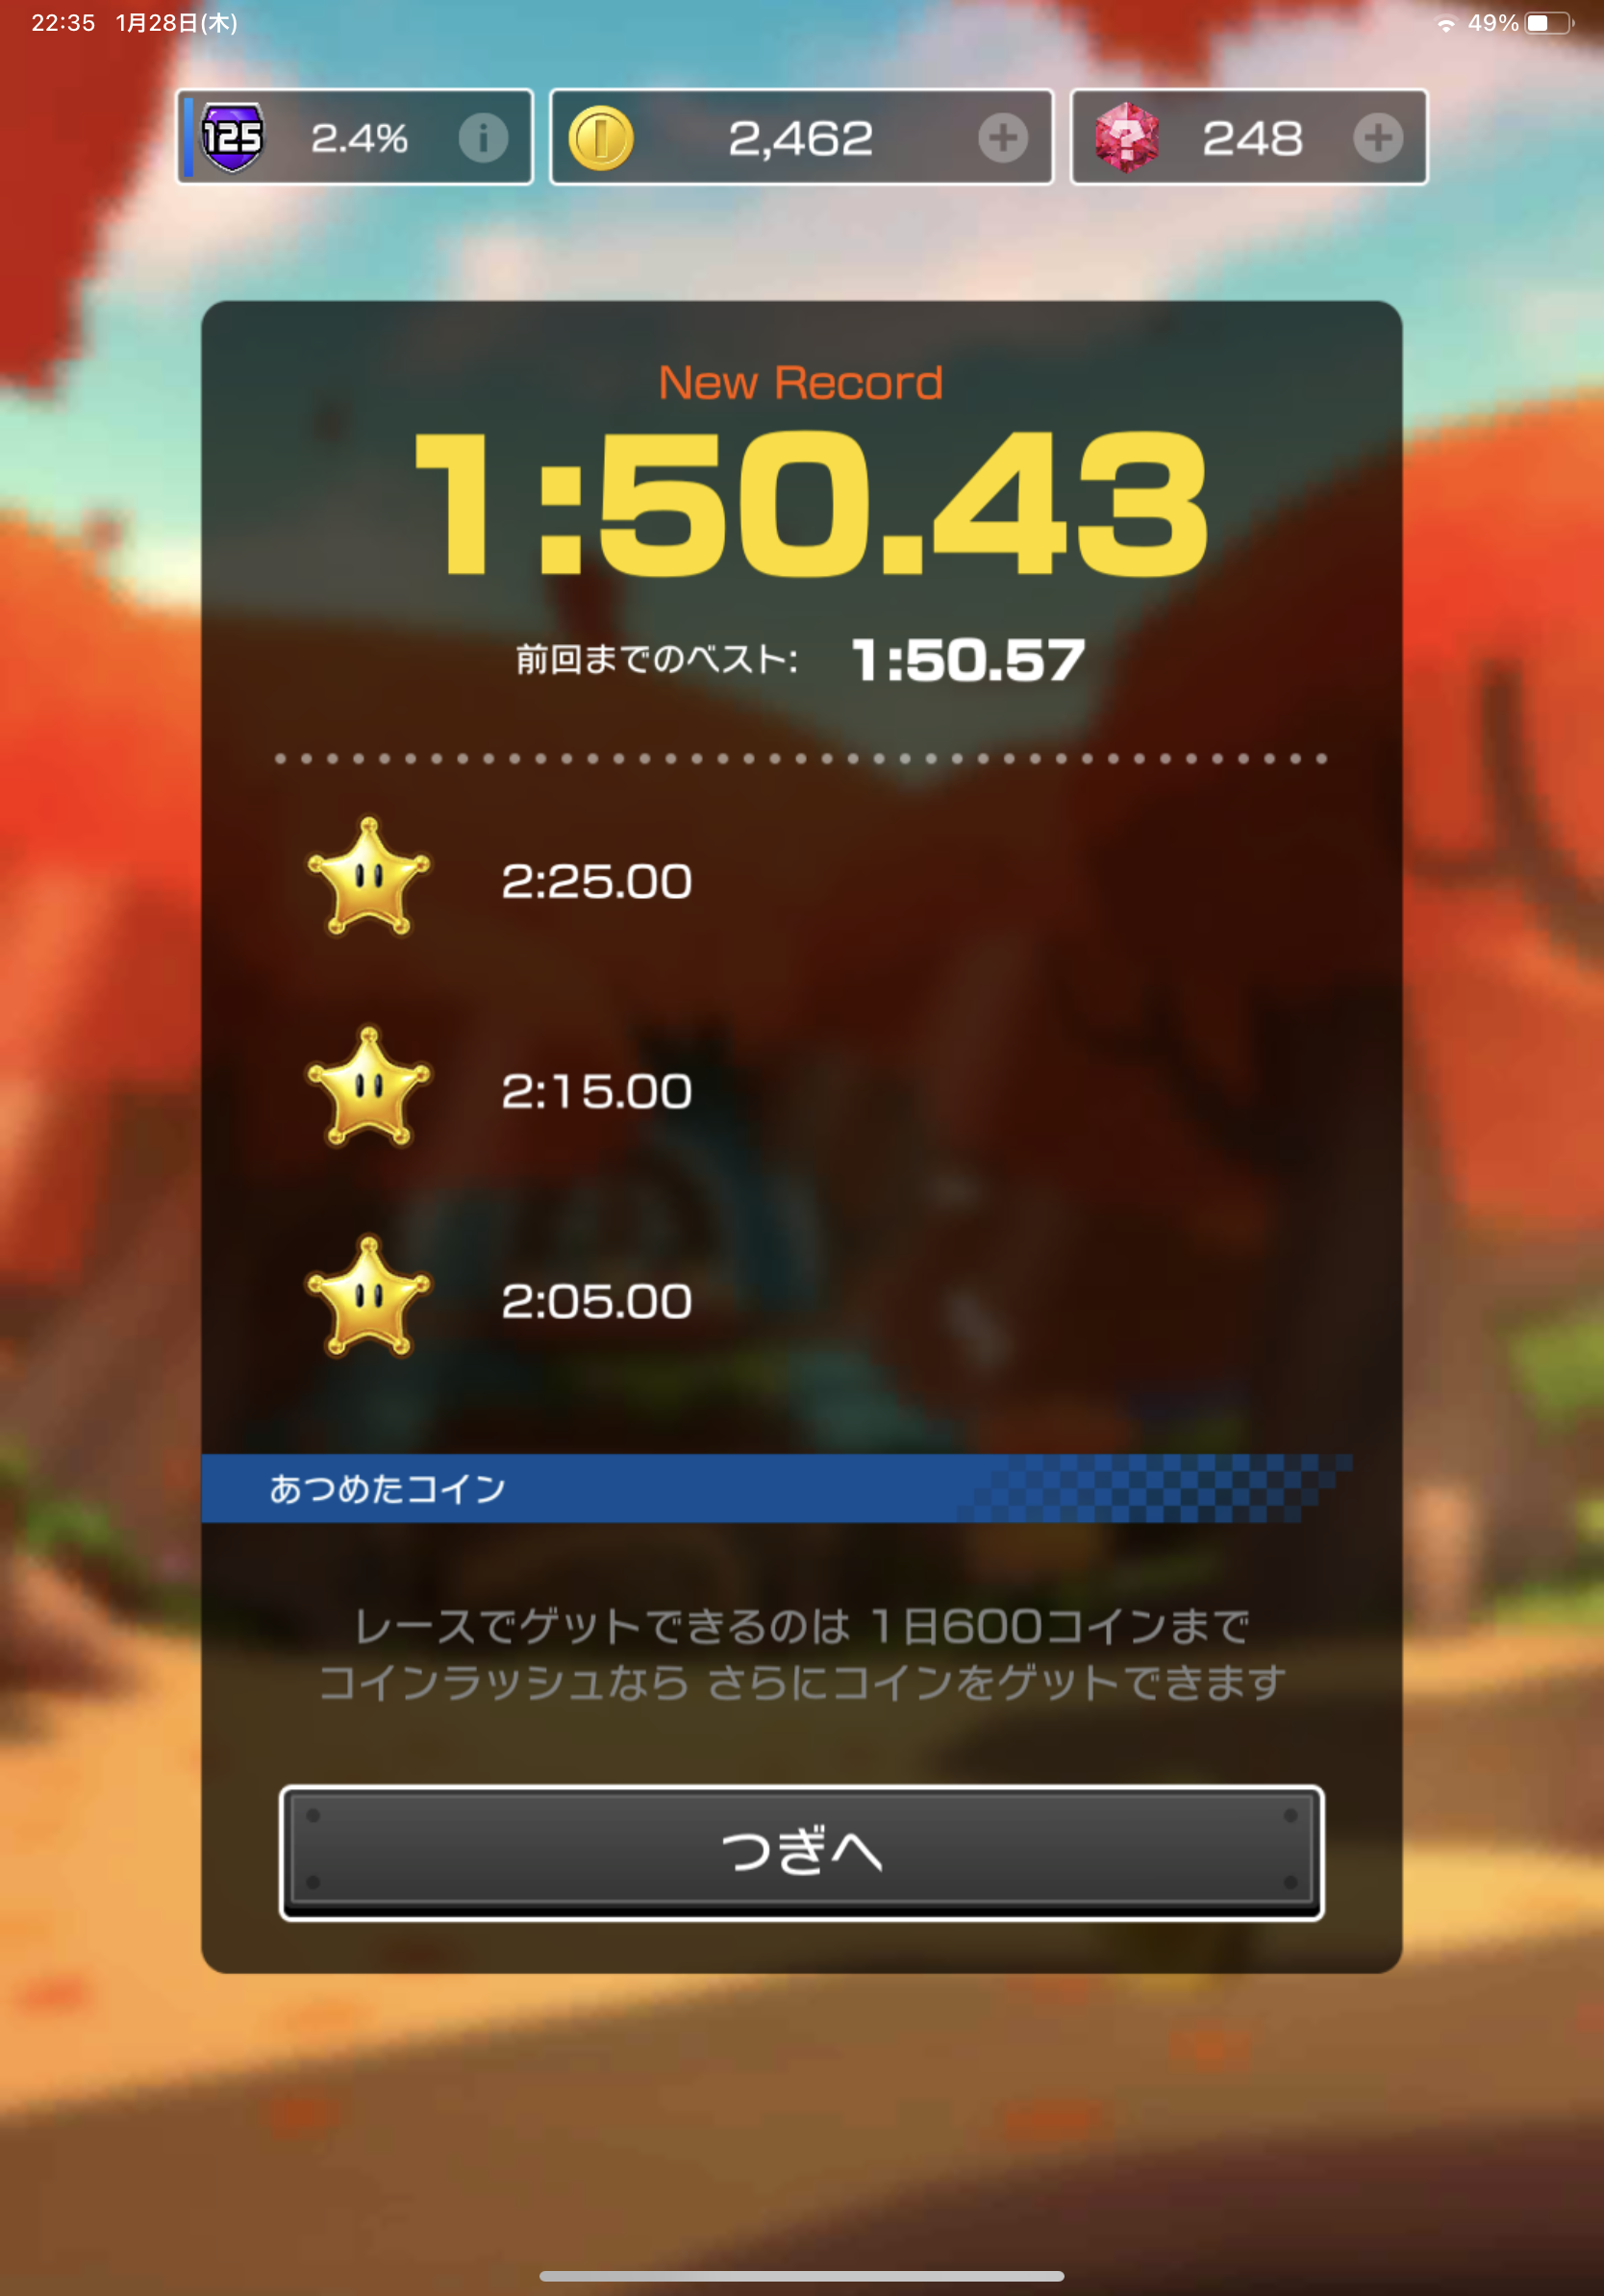 22:35 1月28日(木)
49%
125 2.4% i
2,462 +
? 248 +
New Record
1:50.43
前回までのベスト: 1:50.57
2:25.00
2:15.00
2:05.00
あつめたコイン
レースでゲットできるのは 1日600コインまで
コインラッシュなら さらにコインをゲットできます
つぎへ